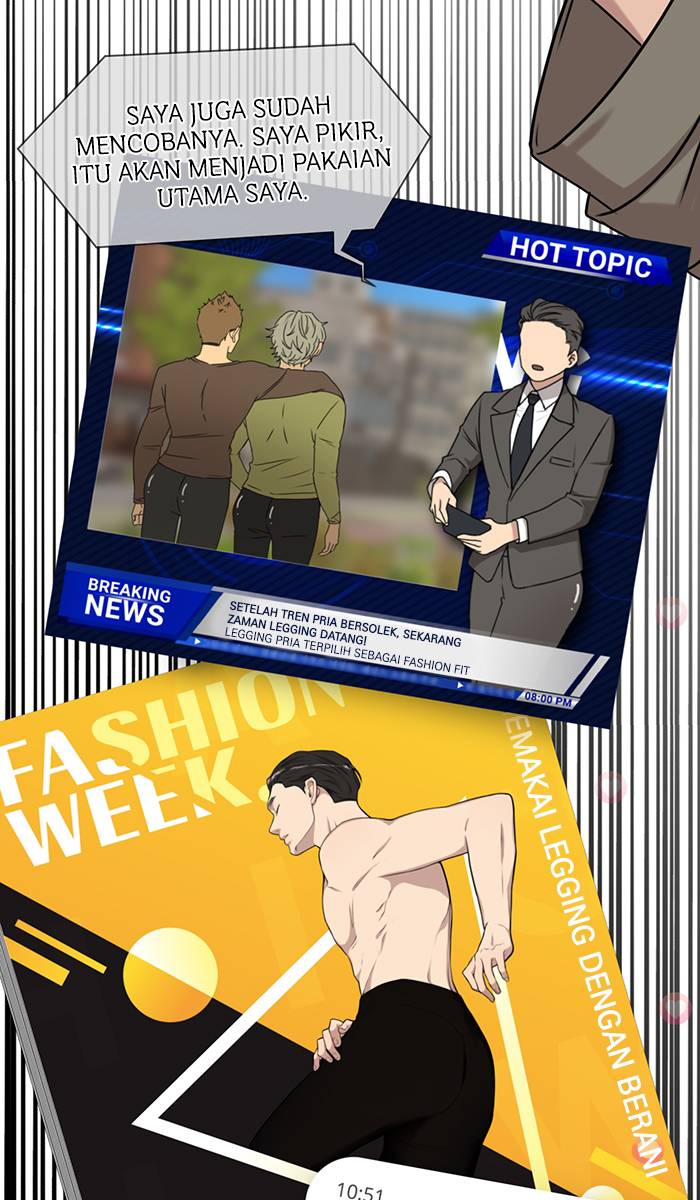 SAYA JUGA SUDAH
MENCOBANYA. SAYA PIKIR,
ITU AKAN MENJADI PAKAIAN
UTAMA SAYA.
HOT TOPIC
BREAKING
NEWS
SETELAH TREN PRIA BERSOLEK, SEKARANG
ZAMAN LEGGING DATANG!
LEGGING PRIA TERPILIH SEBAGAI FASHION FIT
08:00 PM
FASHION
WEEK.
EMAKAI LEGGING DENGAN BERANI
10:51